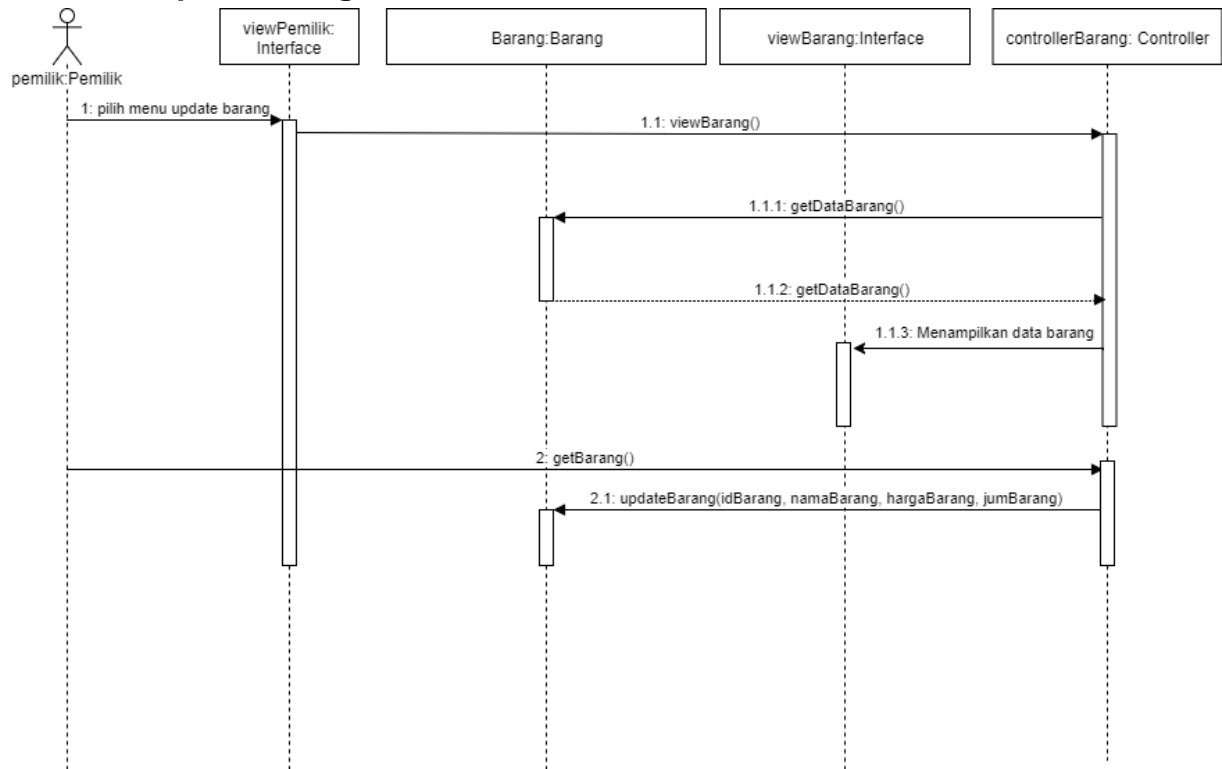 viewPemilik:
Interface
Barang:Barang
viewBarang:Interface
controllerBarang: Controller
pemilik:Pemilik
1: pilih menu update barang
1.1: viewBarang()
1.1.1: getDataBarang()
1.1.2: getDataBarang()
1.1.3: Menampilkan data barang
2: getBarang()
2.1: updateBarang(idBarang, namaBarang, hargaBarang, jumBarang)